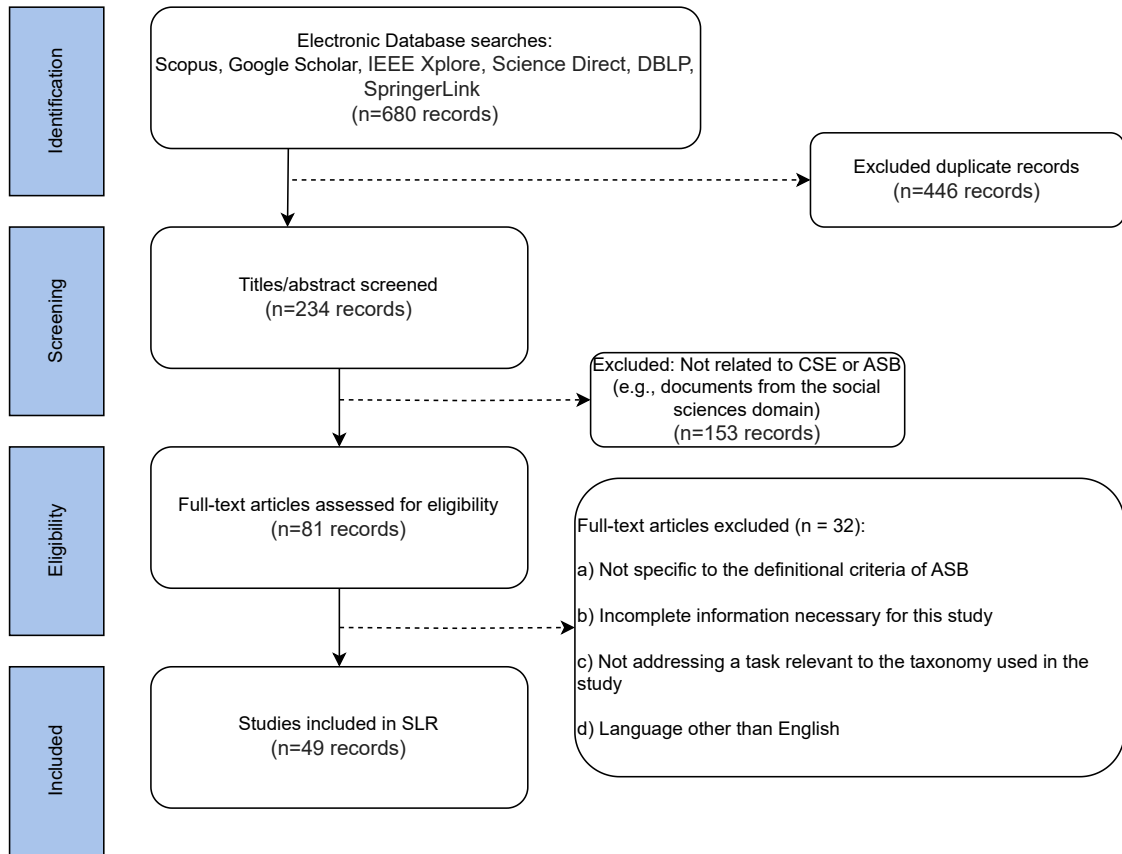 Identification
Electronic Database searches:
Scopus, Google Scholar, IEEE Xplore, Science Direct, DBLP,
SpringerLink
(n=680 records)
Excluded duplicate records
(n=446 records)
Screening
Titles/abstract screened
(n=234 records)
Excluded: Not related to CSE or ASB
(e.g., documents from the social
sciences domain)
(n=153 records)
Eligibility
Full-text articles assessed for eligibility
(n=81 records)
Full-text articles excluded (n = 32):
a) Not specific to the definitional criteria of ASB
b) Incomplete information necessary for this study
c) Not addressing a task relevant to the taxonomy used in the
study
d) Language other than English
Included
Studies included in SLR
(n=49 records)